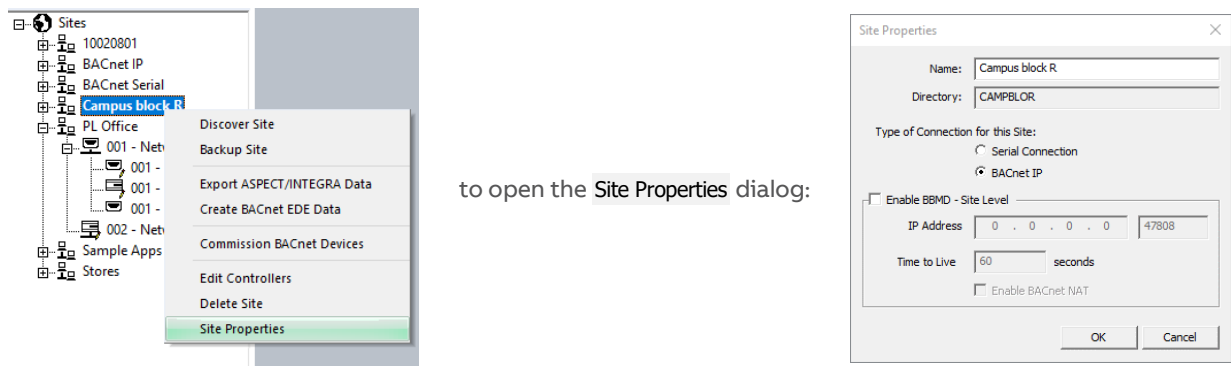 Sites
10020801
BACnet IP
BACnet Serial
Campus block R
PL Office
001 - Net
001 -
001 -
001 -
002 - Net
Sample Apps
Stores
Discover Site
Backup Site
Export ASPECT/INTEGRA Data
Create BACnet EDE Data
Commission BACnet Devices
Edit Controllers
Delete Site
Site Properties
to open the Site Properties dialog:
Site Properties
Name: Campus block R
Directory: CAMPBLOR
Type of Connection for this Site:
Serial Connection
BACnet IP
Enable BBMD - Site Level
IP Address 0 . 0 . 0 . 0 47808
Time to Live 60 seconds
Enable BACnet NAT
OK Cancel